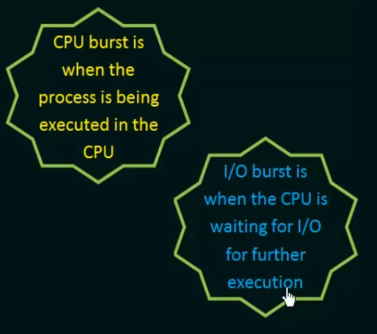 CPU burst is
when the
process is being
executed in the
CPU
I/O burst is
when the CPU is
waiting for I/O
for further
execution